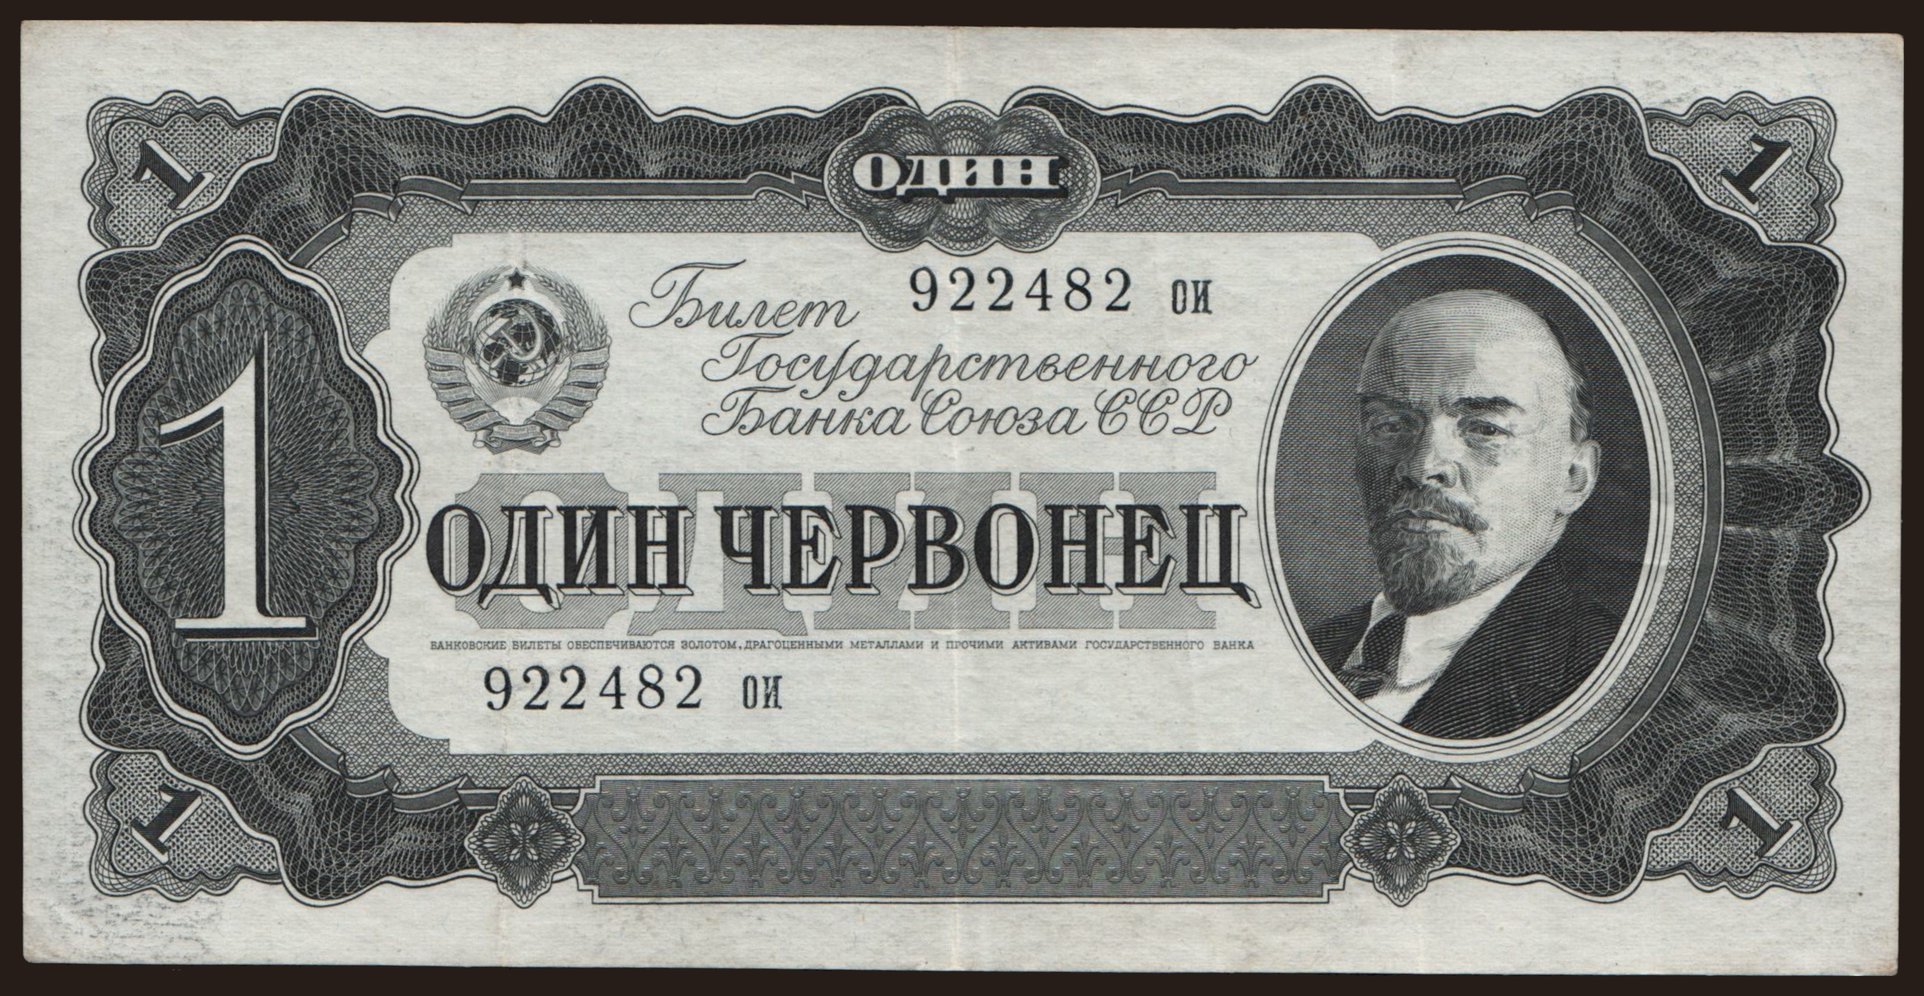 1
ОДИН
1
Билет 922482 ОИ
Государственного
Банка Союза ССР
1
ОДИН
ОДИН ЧЕРВОНЕЦ
БАНКОВСКИЕ БИЛЕТЫ ОБЕСПЕЧИВАЮТСЯ ЗОЛОТОМ, ДРАГОЦЕННЫМИ МЕТАЛЛАМИ И ПРОЧИМИ АКТИВАМИ ГОСУДАРСТВЕННОГО БАНКА
922482 ОИ
1
1